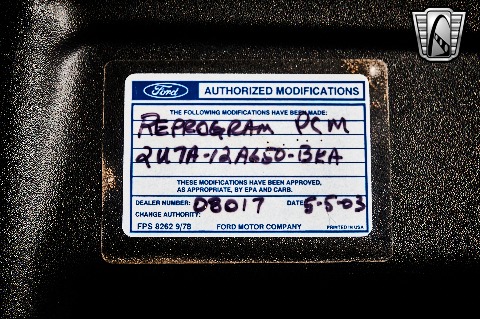 Ford AUTHORIZED MODIFICATIONS
THE FOLLOWING MODIFICATIONS HAVE BEEN MADE:
REPROGRAM PCM
2U7A-12A650-BKA
THESE MODIFICATIONS HAVE BEEN APPROVED,
AS APPROPRIATE, BY EPA AND CARB.
DEALER NUMBER: 08017 DATE: 5-5-03
CHANGE AUTHORITY:
FPS 8262 9/78 FORD MOTOR COMPANY PRINTED IN USA